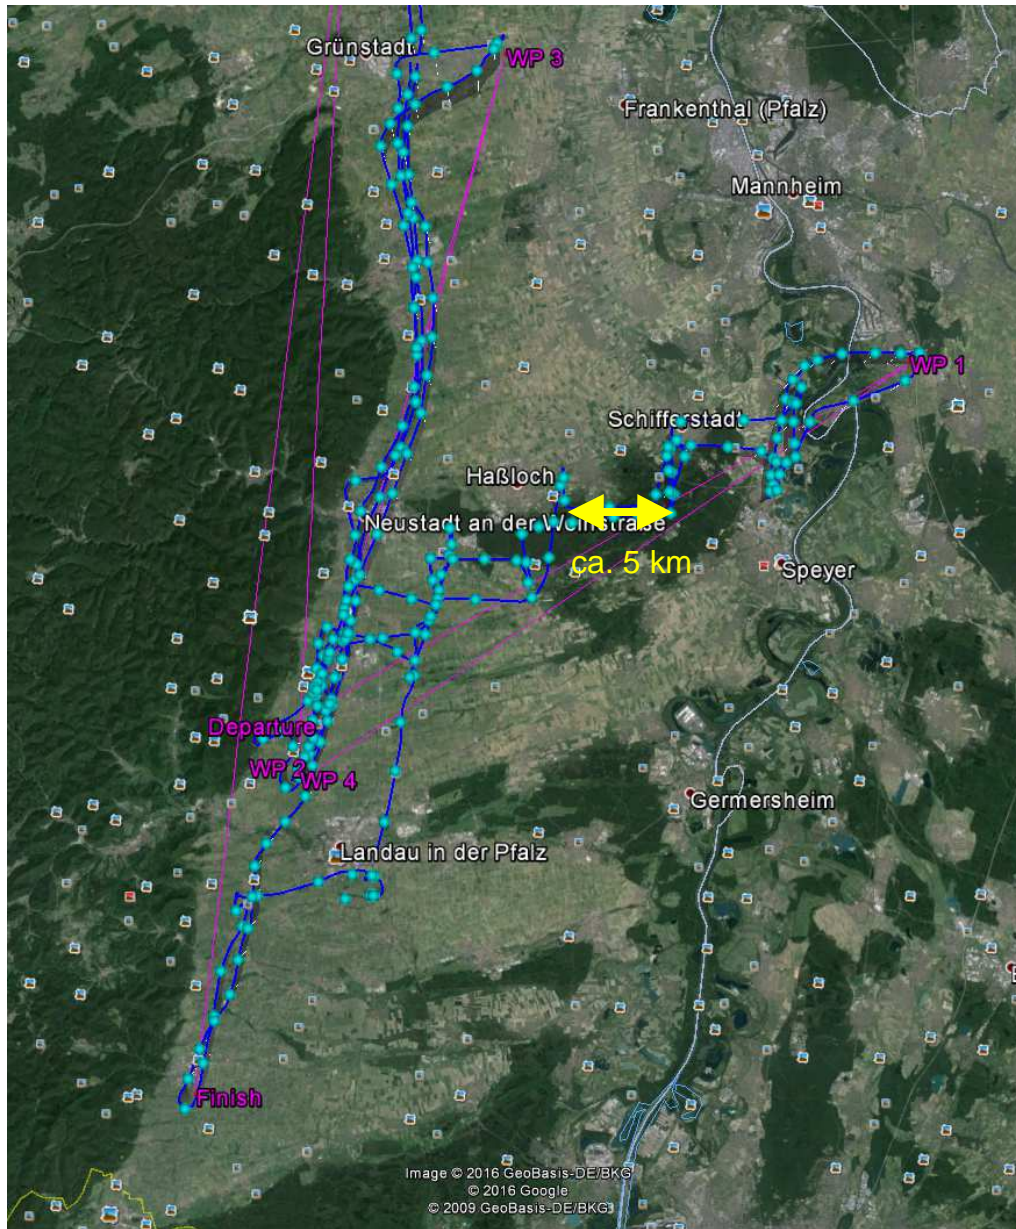 Grünstadt
WP 3
Frankenthal (Pfalz)
Mannheim
WP 1
Schifferstadt
Haßloch
Neustadt an der Weinstraße
ca. 5 km
Speyer
Departure
WP 2
WP 4
Germersheim
Landau in der Pfalz
Finish
Image © 2016 GeoBasis-DE/BKG
© 2016 Google
© 2009 GeoBasis-DE/BKG